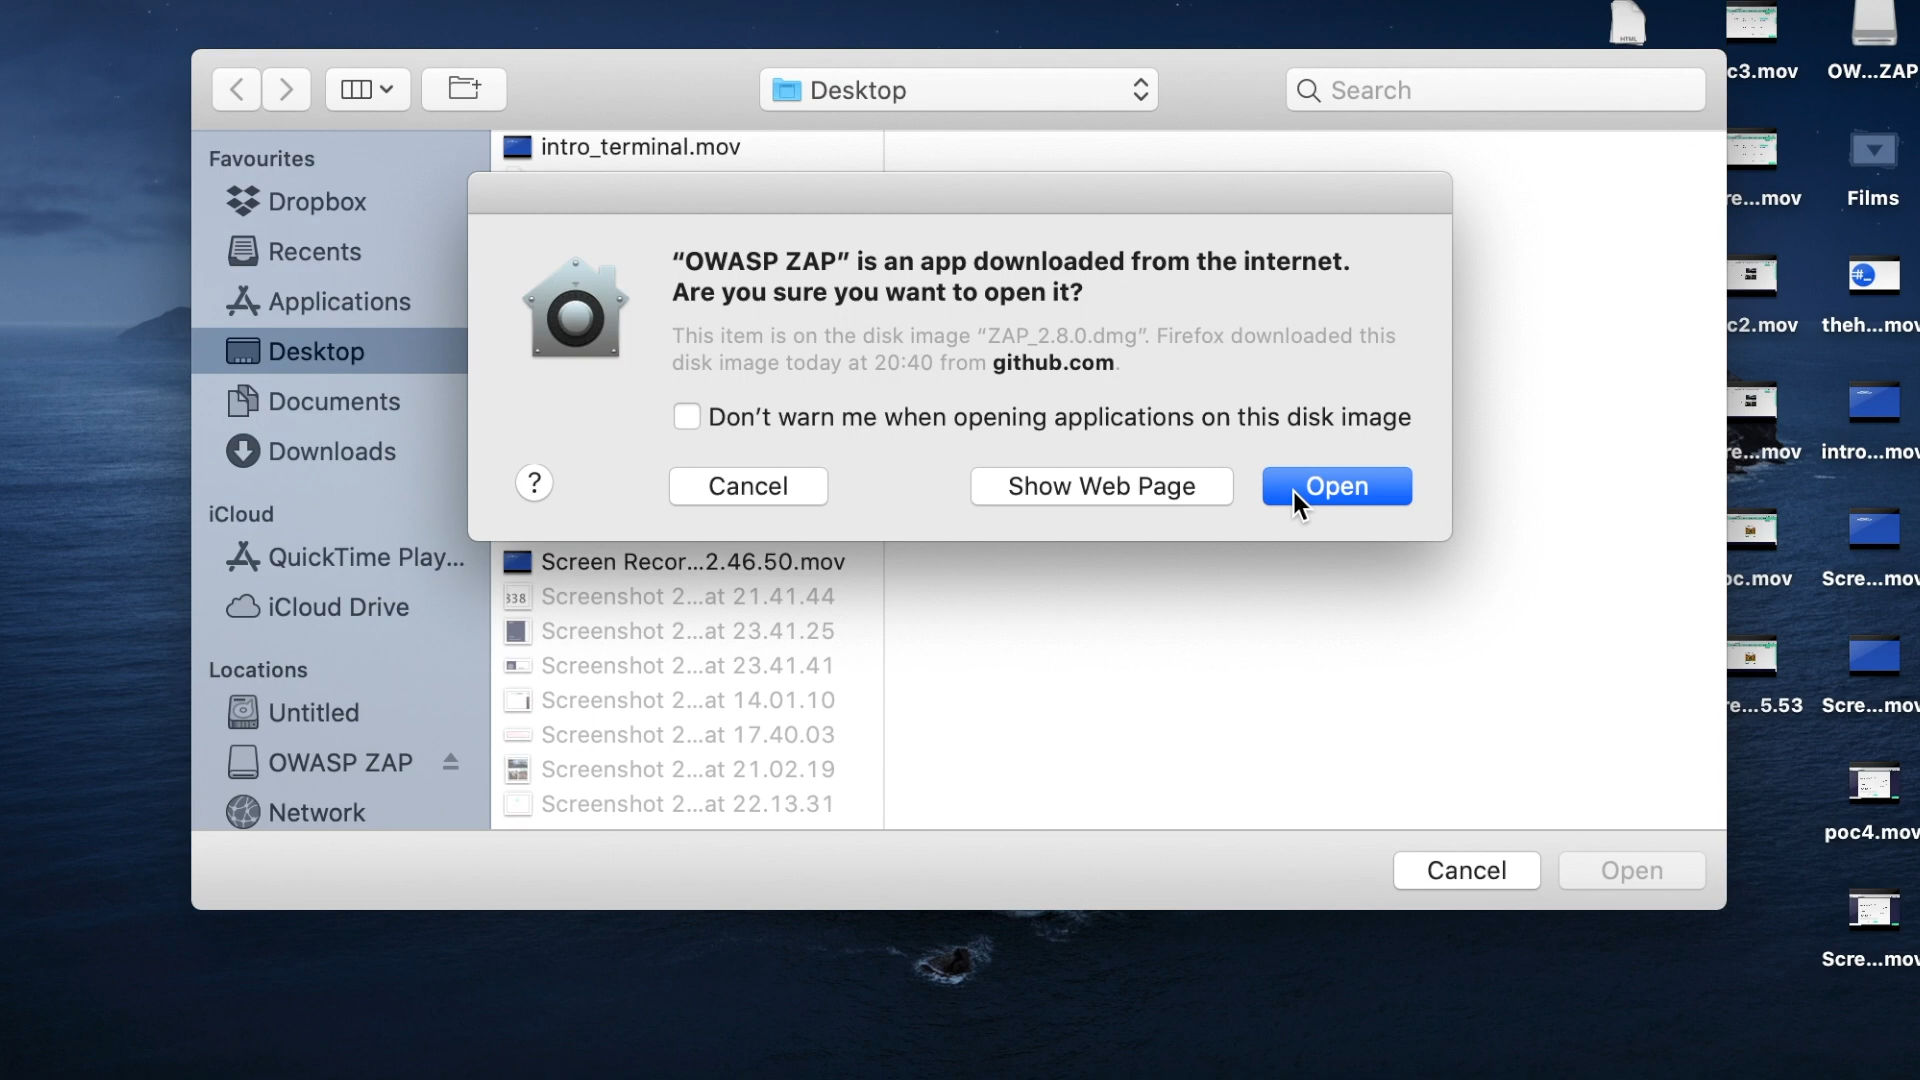 Desktop
Search
Favourites
Dropbox
Recents
Applications
Desktop
Documents
Downloads
iCloud
QuickTime Play...
iCloud Drive
Locations
Untitled
OWASP ZAP
Network
intro_terminal.mov
“OWASP ZAP” is an app downloaded from the internet.
Are you sure you want to open it?
This item is on the disk image “ZAP_2.8.0.dmg”. Firefox downloaded this
disk image today at 20:40 from github.com.
Don’t warn me when opening applications on this disk image
?
Cancel
Show Web Page
Open
Screen Recor...2.46.50.mov
Screenshot 2...at 21.41.44
Screenshot 2...at 23.41.25
Screenshot 2...at 23.41.41
Screenshot 2...at 14.01.10
Screenshot 2...at 17.40.03
Screenshot 2...at 21.02.19
Screenshot 2...at 22.13.31
Cancel
Open
HTML
c3.mov
OW...ZAP
re...mov
Films
c2.mov
theh...mov
re...mov
intro...mov
oc.mov
Scre...mov
re...5.53
Scre...mov
poc4.mov
Scre...mov